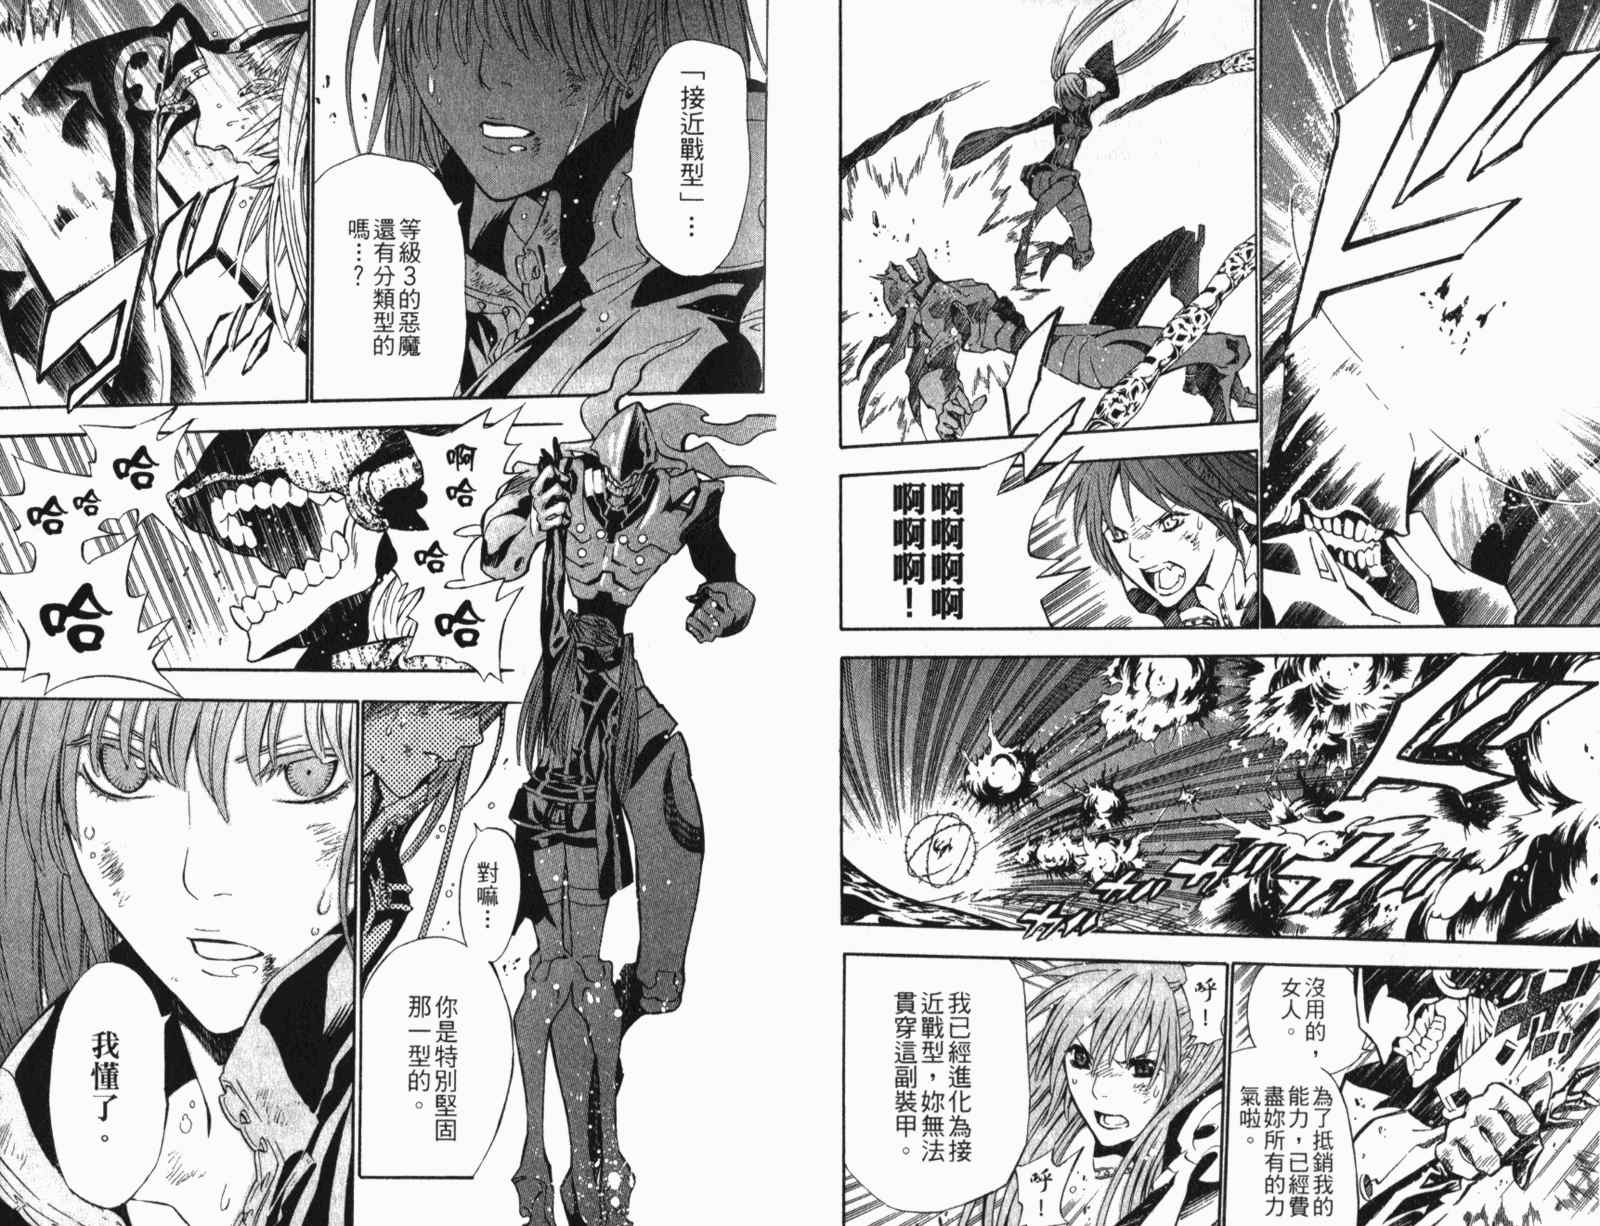 啊啊啊啊
啊啊啊！
沒用的，
女人。
為了抵銷我的
能力，已經費
盡妳所有的力
氣啦。
呼！
呼！
我已經進化為接
近戰型，妳無法
貫穿這副裝甲。
「接近戰型」…
等級3的惡魔
還有分類型的
嗎…？
啊
哈
哈
哈
哈
哈
哈
哈
對嘛…
你是特別堅固
那一型的。
我懂了。